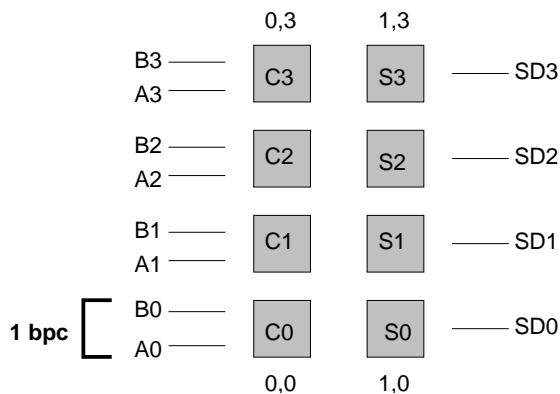 0,3 1,3
B3
A3 C3 S3 SD3
B2
A2 C2 S2 SD2
B1
A1 C1 S1 SD1
B0
1 bpc A0 C0 S0 SD0
0,0 1,0